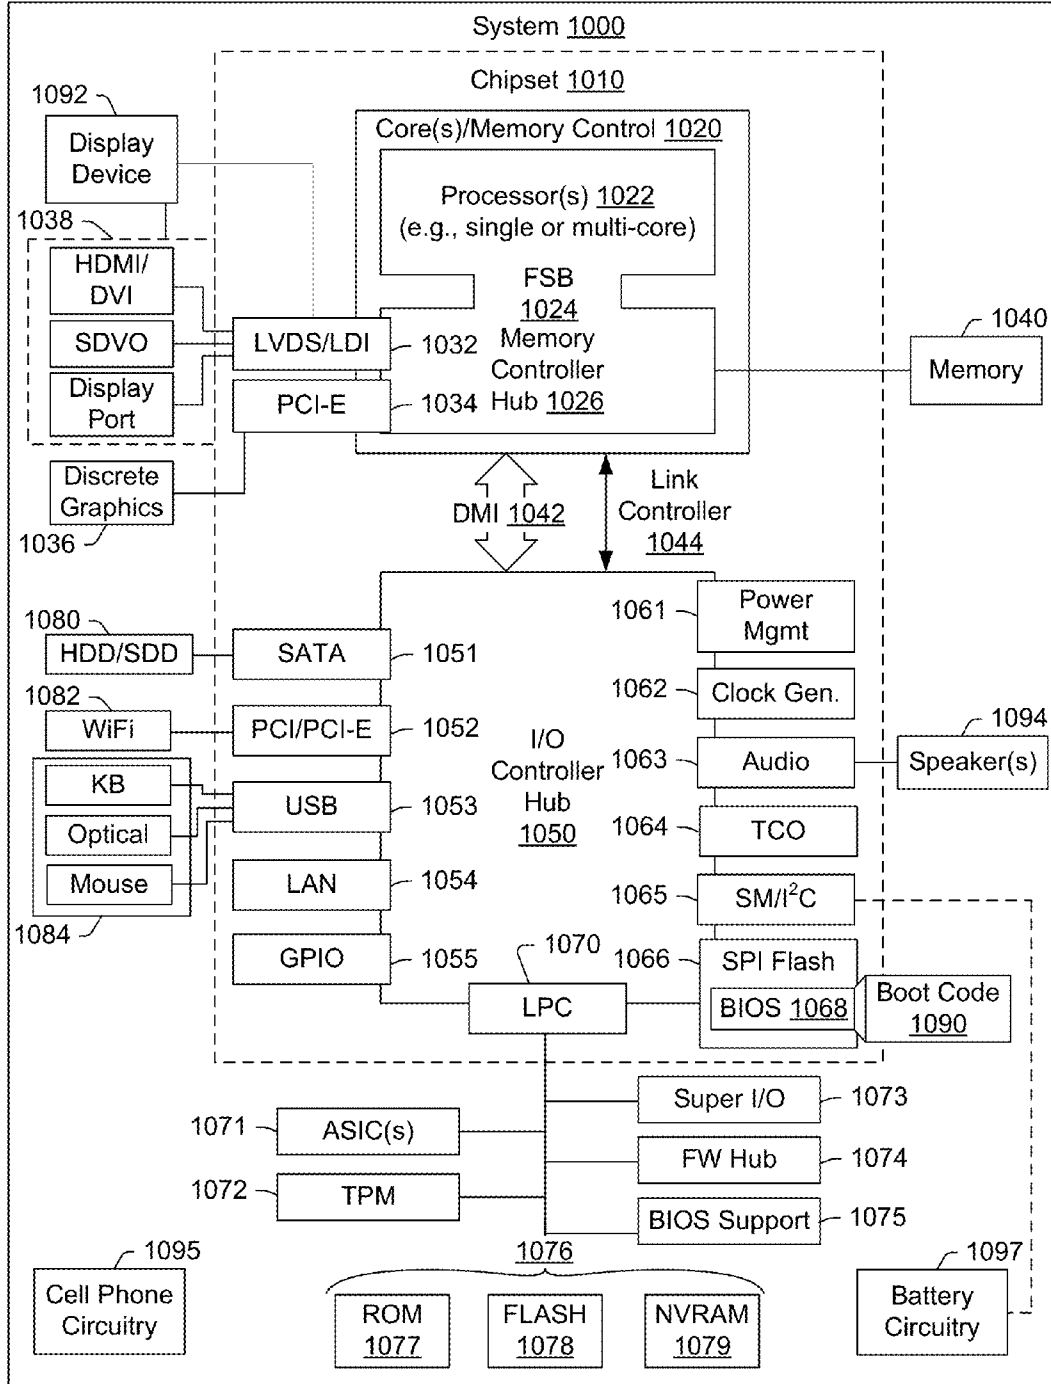 System 1000
Chipset 1010
1092
Display
Device
Core(s)/Memory Control 1020
Processor(s) 1022
(e.g., single or multi-core)
1038
HDMI/
DVI
SDVO
Display
Port
FSB
1024
Memory
Controller
Hub 1026
LVDS/LDI
1032
PCI-E
1034
1040
Memory
Discrete
Graphics
1036
DMI 1042
Link
Controller
1044
1080
HDD/SDD
SATA
1051
1082
WiFi
PCI/PCI-E
1052
KB
Optical
Mouse
1084
USB
1053
LAN
1054
GPIO
1055
I/O
Controller
Hub
1050
1061
Power
Mgmt
1062
Clock Gen.
1063
Audio
1094
Speaker(s)
1064
TCO
1065
SM/I²C
1066
SPI Flash
BIOS 1068
Boot Code
1090
1070
LPC
1071
ASIC(s)
1072
TPM
Super I/O
1073
FW Hub
1074
BIOS Support
1075
1076
ROM
1077
FLASH
1078
NVRAM
1079
1095
Cell Phone
Circuitry
1097
Battery
Circuitry